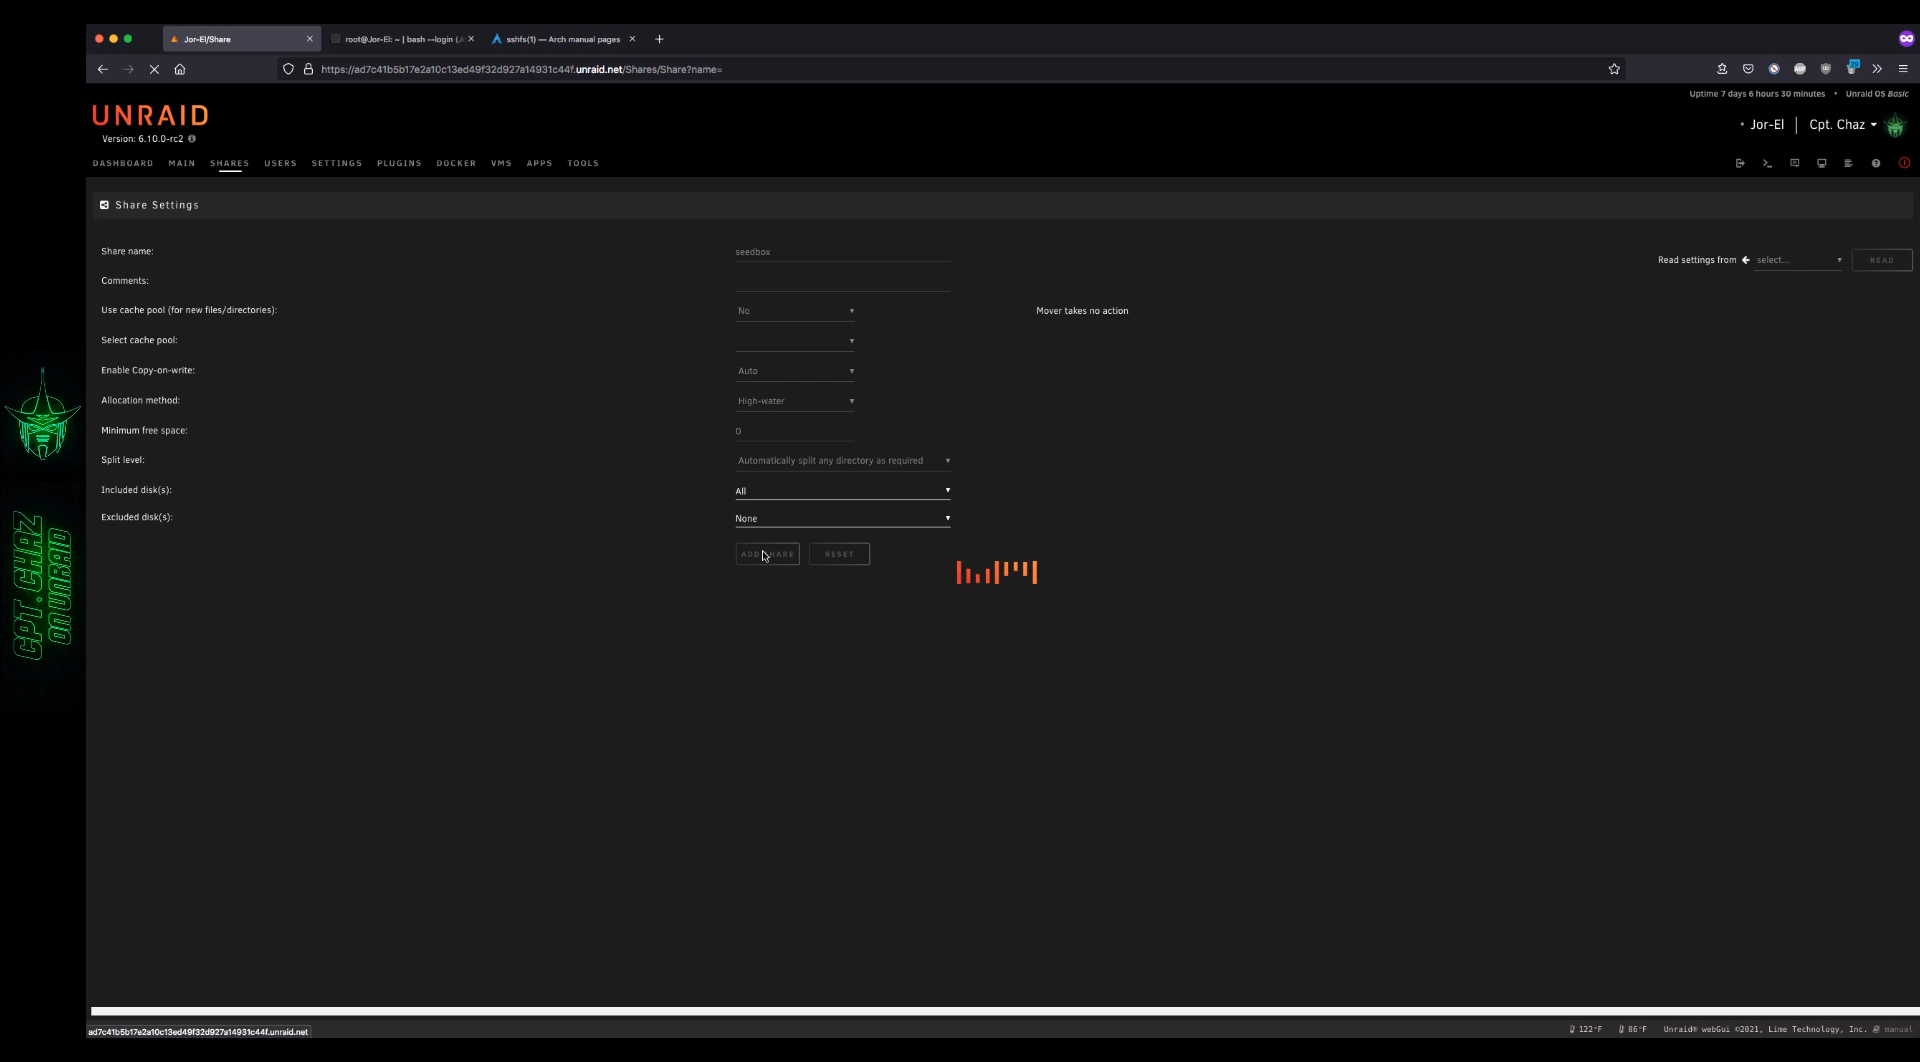 Jor-El/Share
root@Jor-El: ~ | bash --login (Jo
sshfs(1) — Arch manual pages
https://ad7c41b5b17e2a10c13ed49f32d927a14931c44f.unraid.net/Shares/Share?name=
Uptime 7 days 6 hours 30 minutes • Unraid OS Basic
UNRAID
Version: 6.10.0-rc2
Jor-El | Cpt. Chaz
DASHBOARD MAIN SHARES USERS SETTINGS PLUGINS DOCKER VMS APPS TOOLS
Share Settings
Share name: seedbox
Read settings from select... READ
Comments:
Use cache pool (for new files/directories): No Mover takes no action
Select cache pool:
Enable Copy-on-write: Auto
Allocation method: High-water
Minimum free space: 0
Split level: Automatically split any directory as required
Included disk(s): All
Excluded disk(s): None
ADD SHARE RESET
CPT.CHAZ
ON UNRAID
ad7c41b5b17e2a10c13ed49f32d927a14931c44f.unraid.net
122°F 86°F Unraid® webGui ©2021, Lime Technology, Inc. manual